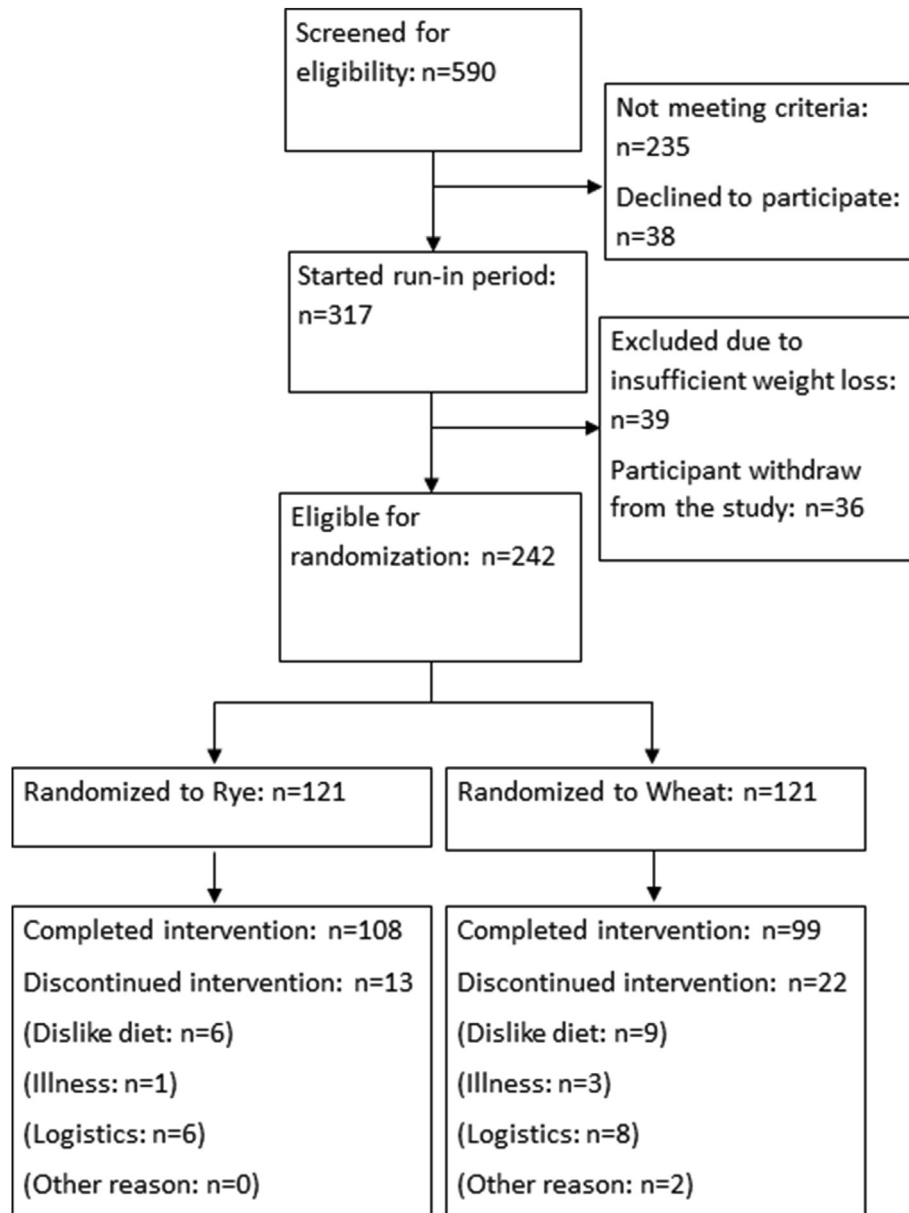 Screened for
eligibility: n=590
Not meeting criteria:
n=235
Declined to participate:
n=38
Started run-in period:
n=317
Excluded due to
insufficient weight loss:
n=39
Participant withdraw
from the study: n=36
Eligible for
randomization: n=242
Randomized to Rye: n=121
Randomized to Wheat: n=121
Completed intervention: n=108
Discontinued intervention: n=13
(Dislike diet: n=6)
(Illness: n=1)
(Logistics: n=6)
(Other reason: n=0)
Completed intervention: n=99
Discontinued intervention: n=22
(Dislike diet: n=9)
(Illness: n=3)
(Logistics: n=8)
(Other reason: n=2)